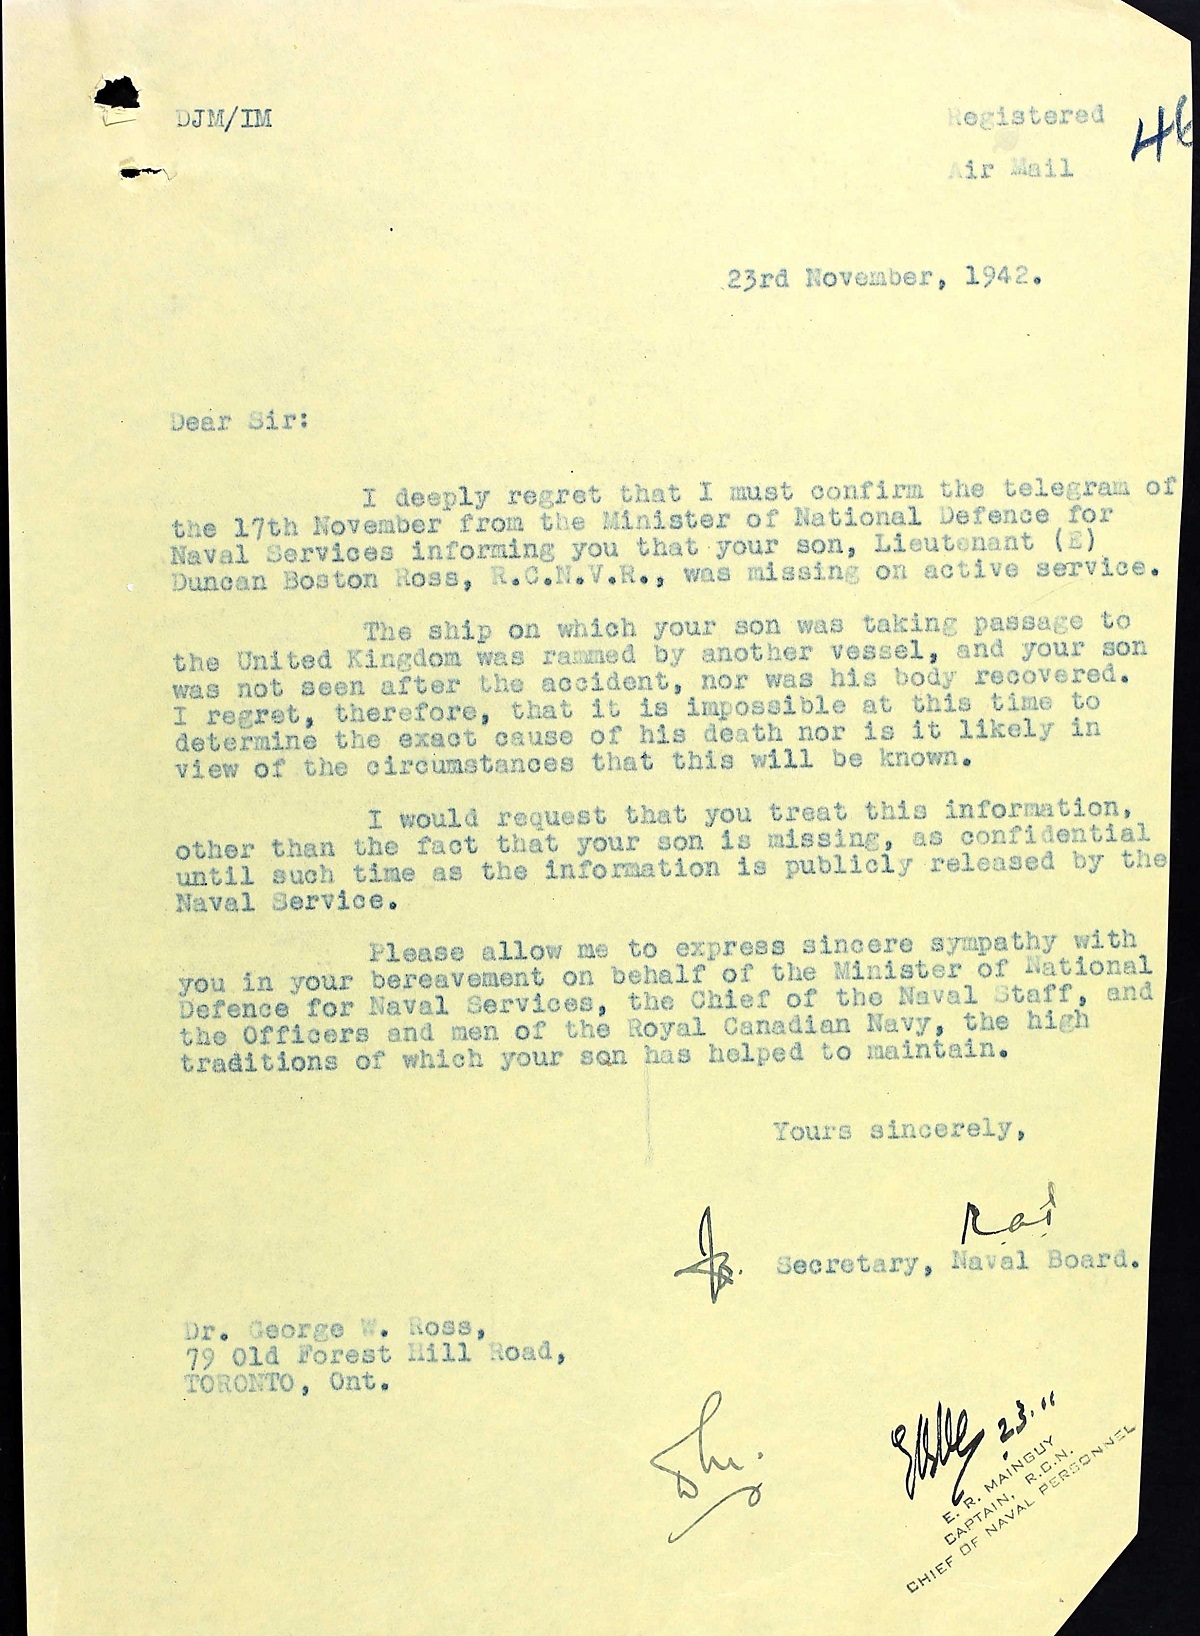 DJM/IM
Registered
Air Mail
46
23rd November, 1942.
Dear Sir:
I deeply regret that I must confirm the telegram of
the 17th November from the Minister of National Defence for
Naval Services informing you that your son, Lieutenant (E)
Duncan Boston Ross, R.C.N.V.R., was missing on active service.
The ship on which your son was taking passage to
the United Kingdom was rammed by another vessel, and your son
was not seen after the accident, nor was his body recovered.
I regret, therefore, that it is impossible at this time to
determine the exact cause of his death nor is it likely in
view of the circumstances that this will be known.
I would request that you treat this information,
other than the fact that your son is missing, as confidential
until such time as the information is publicly released by the
Naval Service.
Please allow me to express sincere sympathy with
you in your bereavement on behalf of the Minister of National
Defence for Naval Services, the Chief of the Naval Staff, and
the Officers and men of the Royal Canadian Navy, the high
traditions of which your son has helped to maintain.
Yours sincerely,
Secretary, Naval Board.
Dr. George W. Ross,
79 Old Forest Hill Road,
TORONTO, Ont.
23.11
E. R. MAINGUY
CAPTAIN, R.C.N.
CHIEF OF NAVAL PERSONNEL